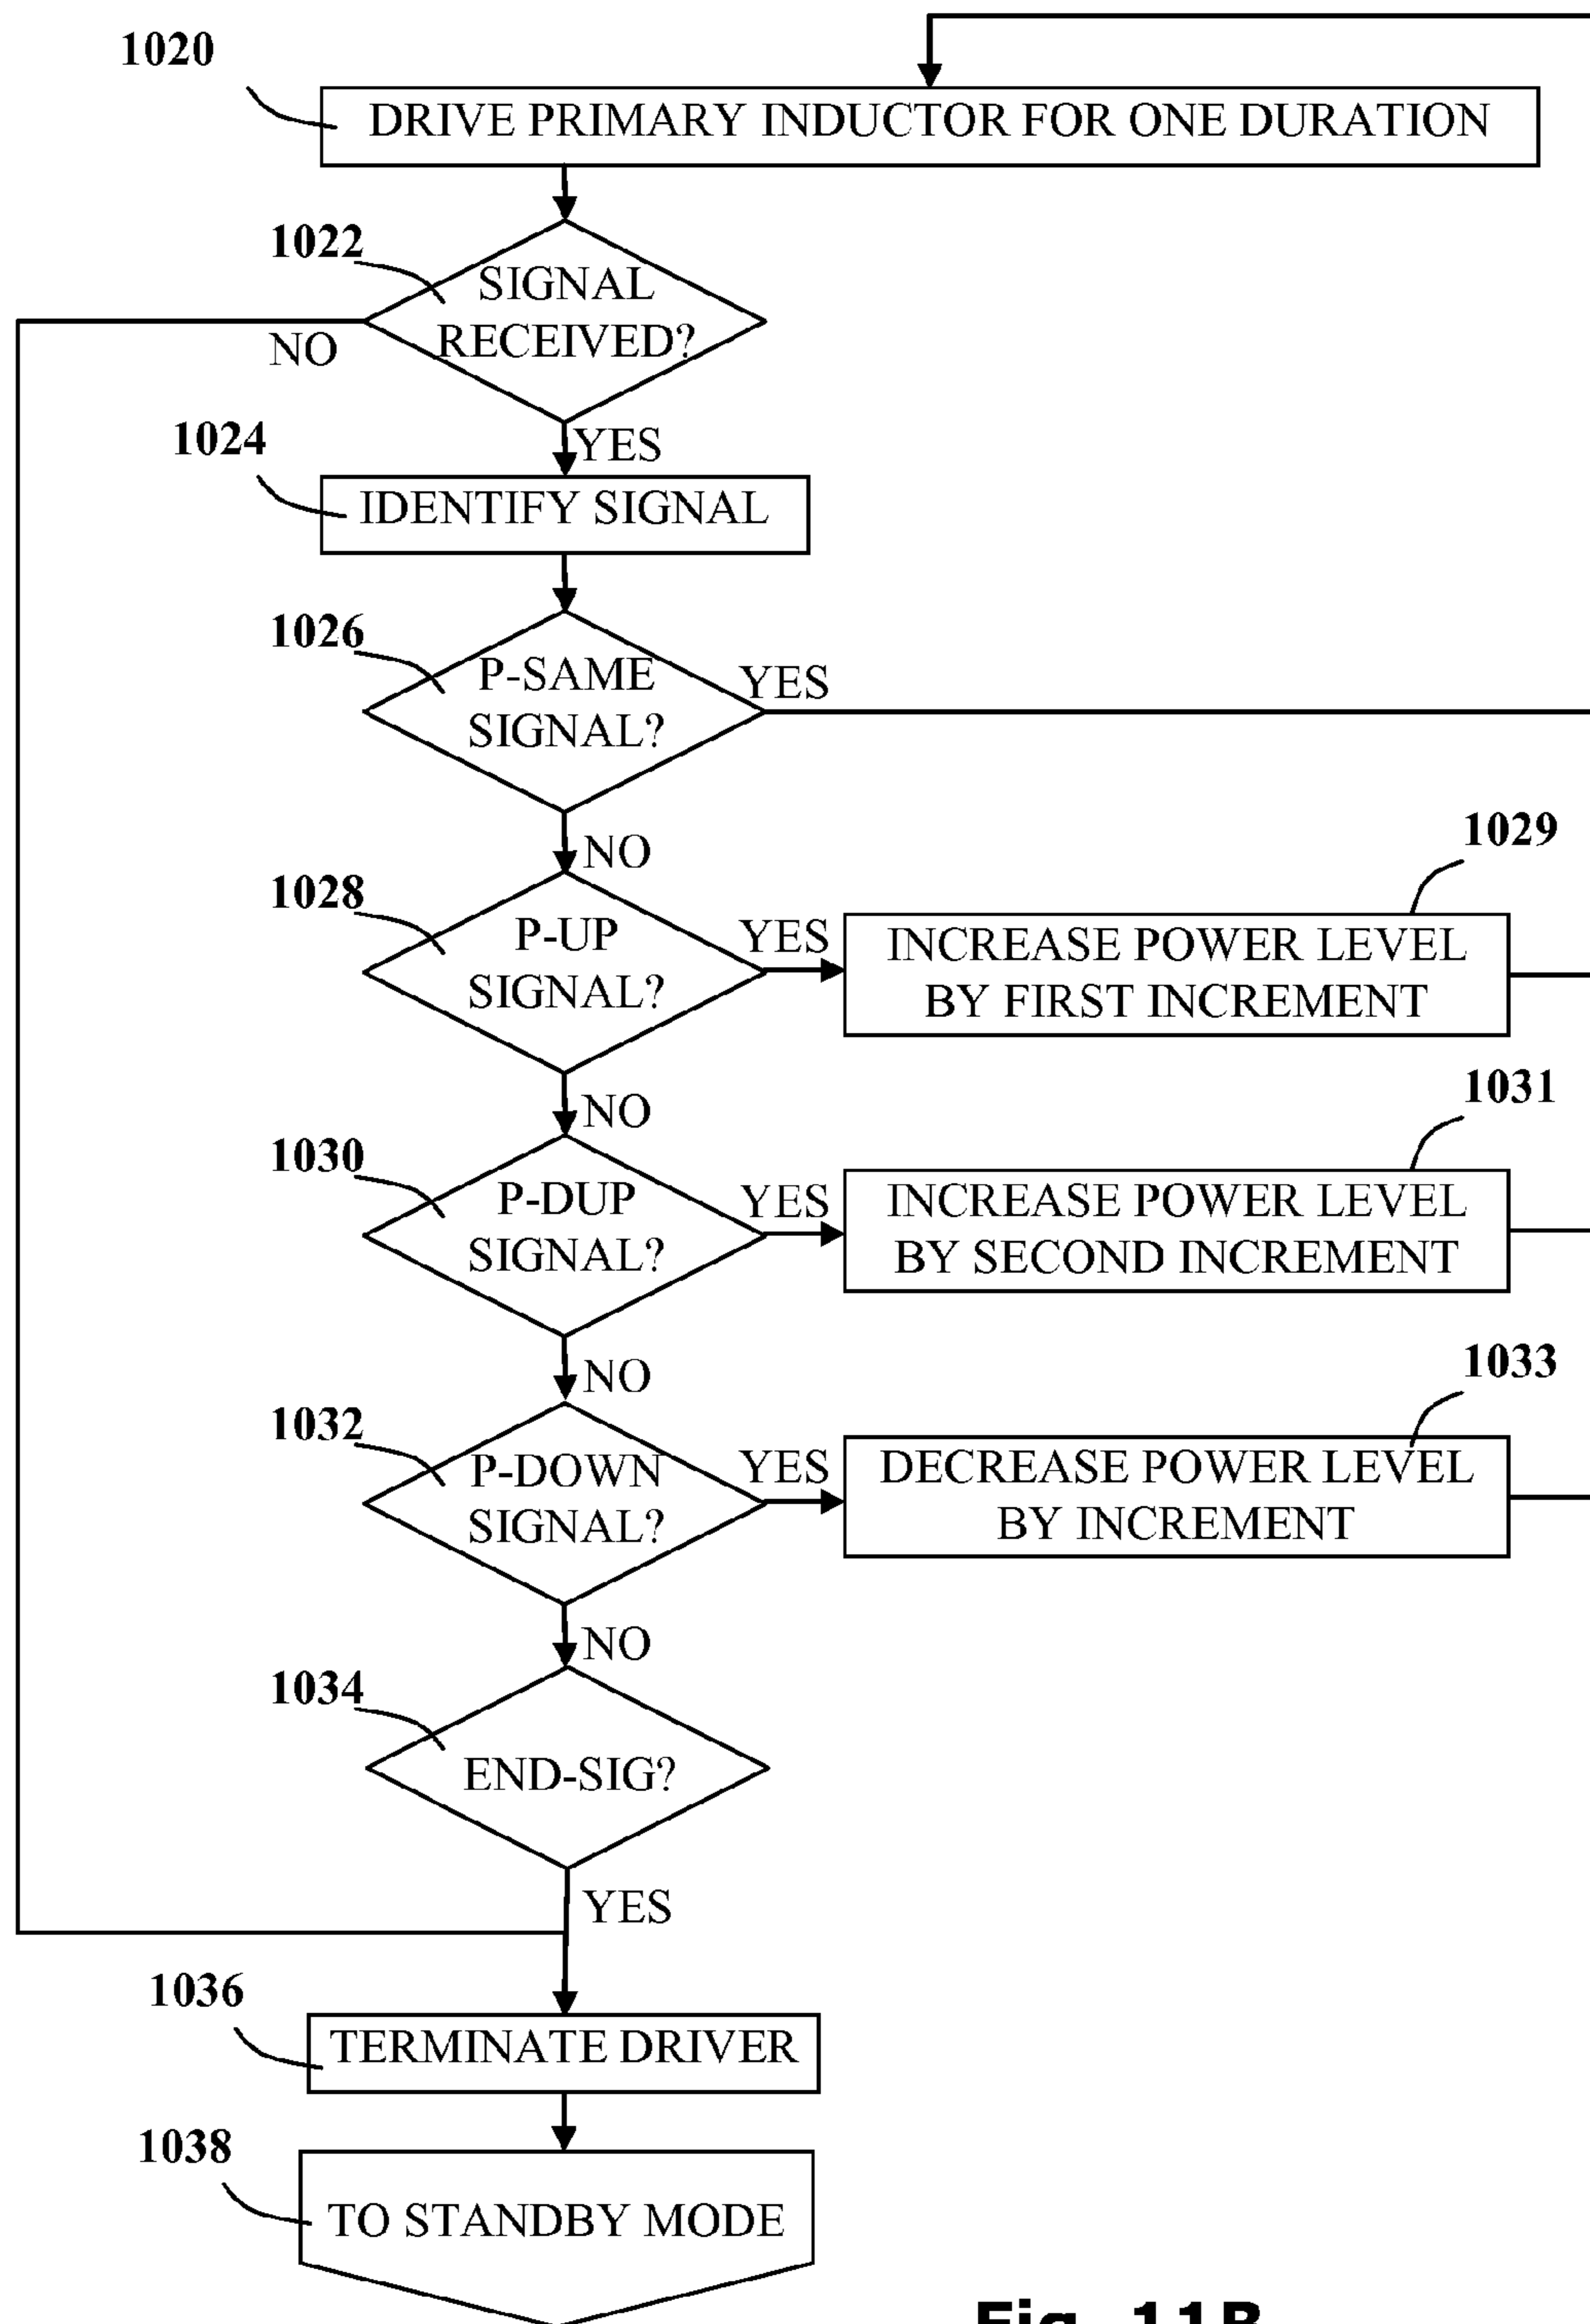 1020
DRIVE PRIMARY INDUCTOR FOR ONE DURATION
1022
SIGNAL
RECEIVED?
NO
YES
1024
IDENTIFY SIGNAL
1026
P-SAME
SIGNAL?
YES
NO
1029
1028
P-UP
SIGNAL?
YES
INCREASE POWER LEVEL
BY FIRST INCREMENT
NO
1031
1030
P-DUP
SIGNAL?
YES
INCREASE POWER LEVEL
BY SECOND INCREMENT
NO
1033
1032
P-DOWN
SIGNAL?
YES
DECREASE POWER LEVEL
BY INCREMENT
NO
1034
END-SIG?
YES
1036
TERMINATE DRIVER
1038
TO STANDBY MODE
Fig. 11B